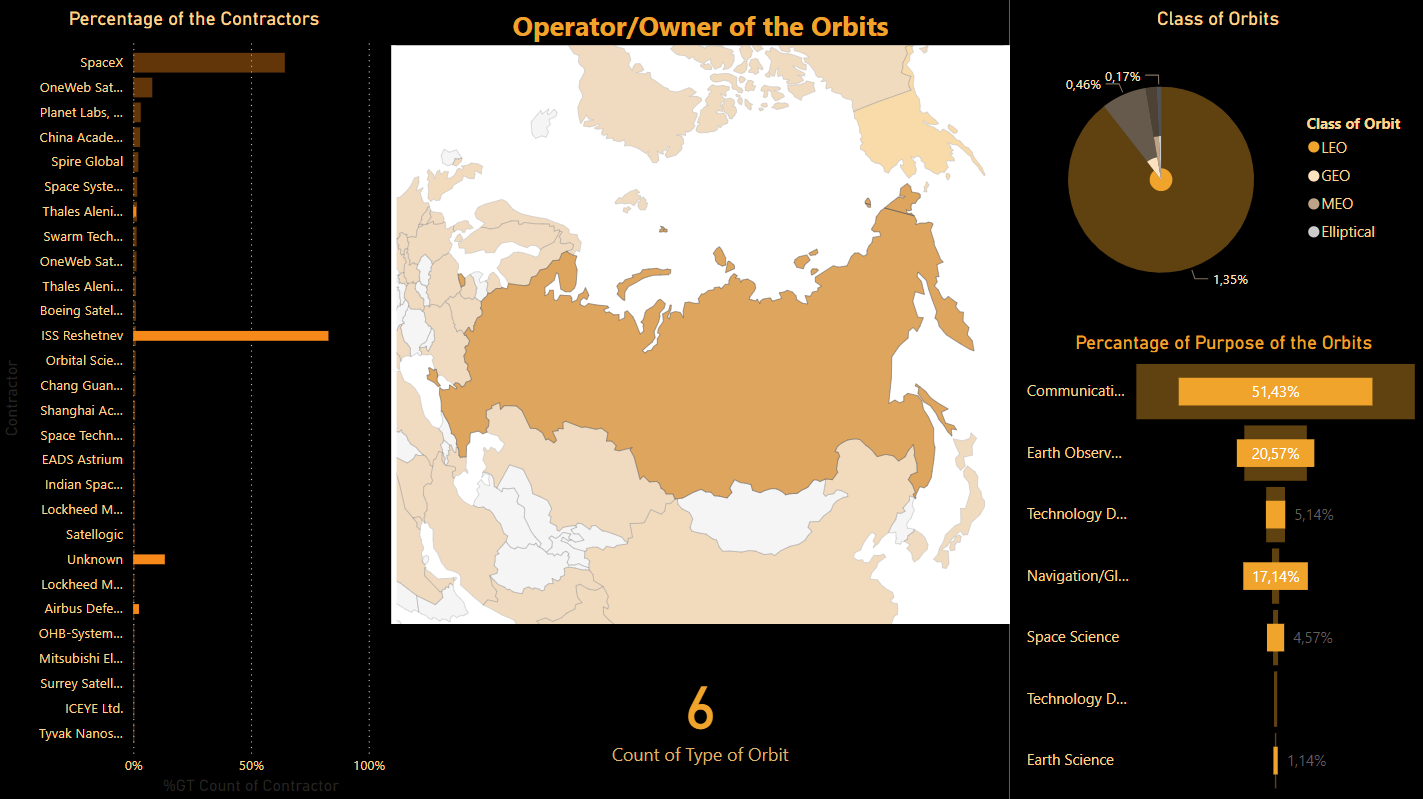 Percentage of the Contractors
SpaceX
OneWeb Sat...
Planet Labs, ...
China Acade...
Spire Global
Space Syste...
Thales Aleni...
Swarm Tech...
OneWeb Sat...
Thales Aleni...
Boeing Satel...
ISS Reshetnev
Orbital Scie...
Chang Guan...
Shanghai Ac...
Space Techn...
EADS Astrium
Indian Spac...
Lockheed M...
Satellogic
Unknown
Lockheed M...
Airbus Defe...
OHB-System...
Mitsubishi El...
Surrey Satell...
ICEYE Ltd.
Tyvak Nanos...
Contractor
0%
50%
100%
%GT Count of Contractor
Operator/Owner of the Orbits
6
Count of Type of Orbit
Class of Orbits
0,46%
0,17%
1,35%
Class of Orbit
LEO
GEO
MEO
Elliptical
Percantage of Purpose of the Orbits
Communicati...
51,43%
Earth Observ...
20,57%
Technology D...
5,14%
Navigation/Gl...
17,14%
Space Science
4,57%
Technology D...
Earth Science
1,14%